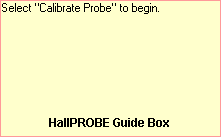 Select "Calibrate Probe" to begin.
HallPROBE Guide Box